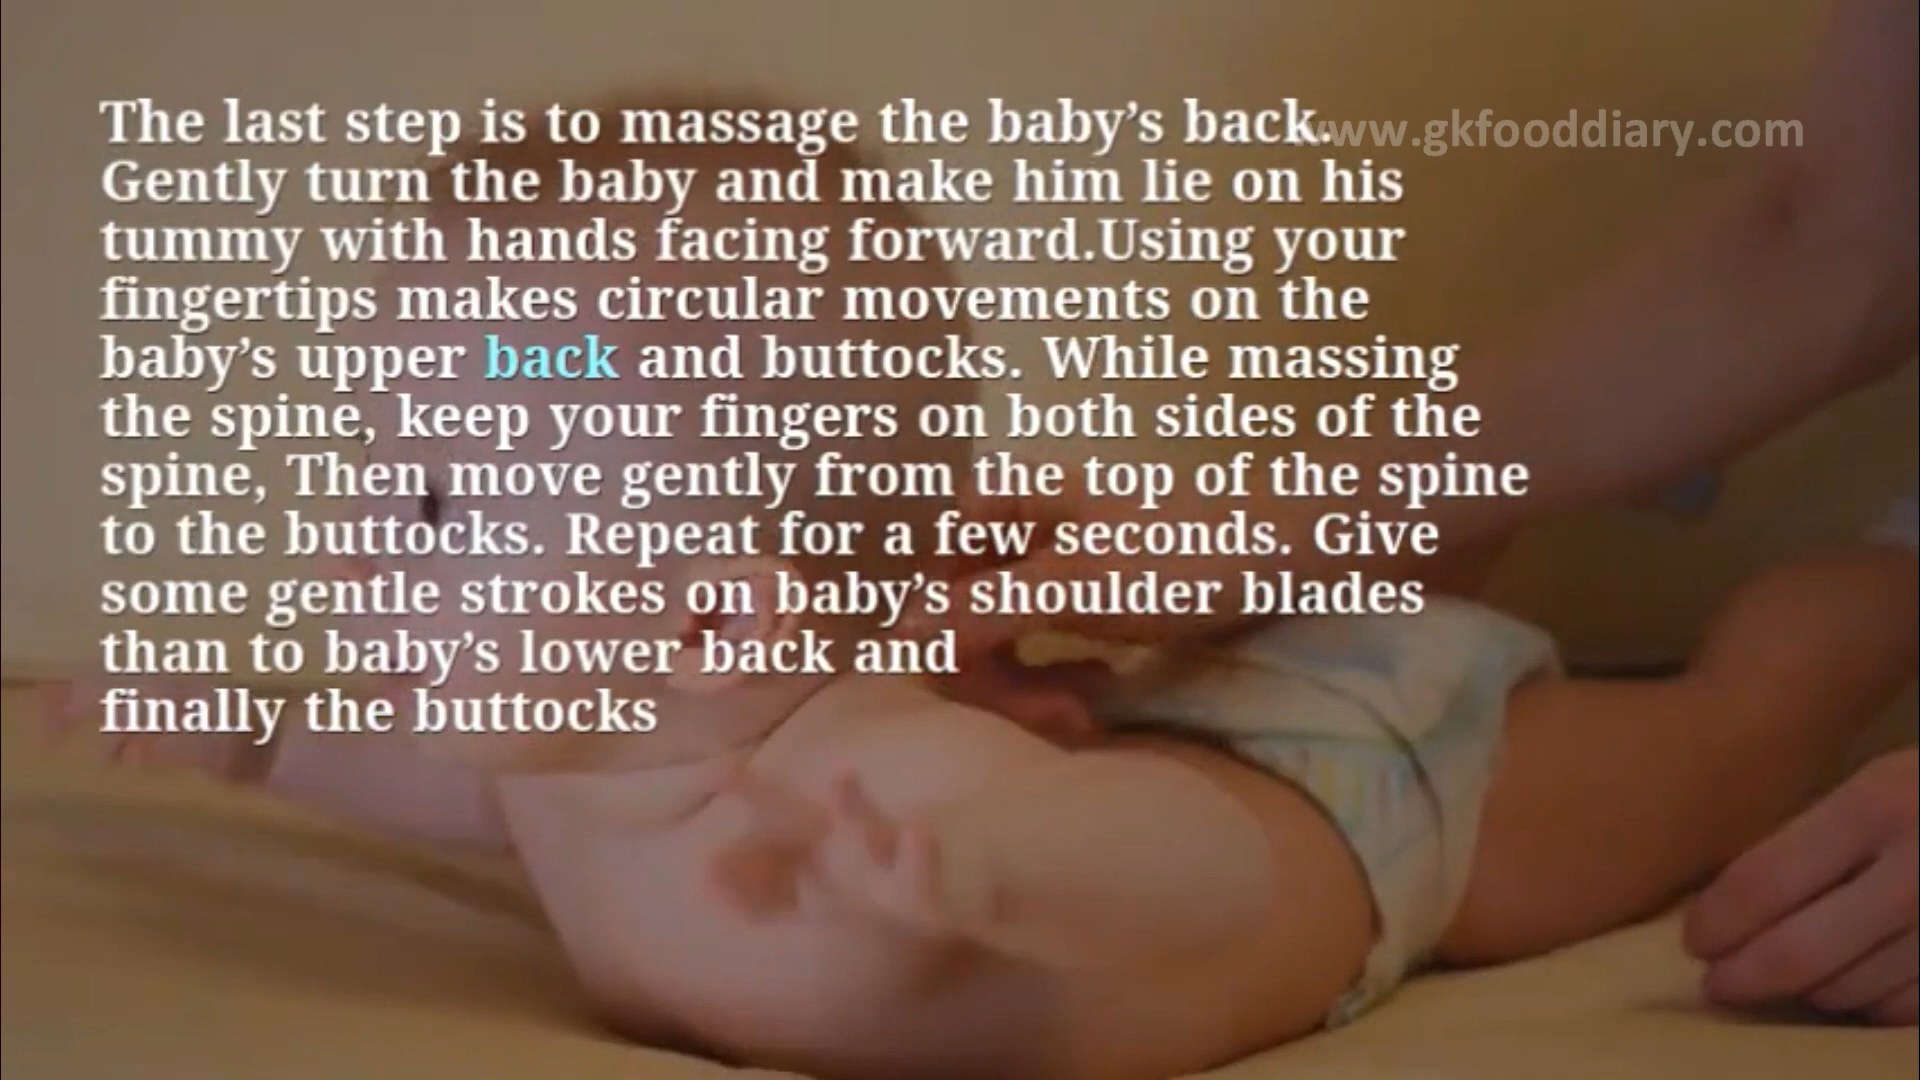 The last step is to massage the baby’s back.
www.gkfooddiary.com
Gently turn the baby and make him lie on his
tummy with hands facing forward.Using your
fingertips makes circular movements on the
baby’s upper back and buttocks. While massing
the spine, keep your fingers on both sides of the
spine, Then move gently from the top of the spine
to the buttocks. Repeat for a few seconds. Give
some gentle strokes on baby’s shoulder blades
than to baby’s lower back and
finally the buttocks